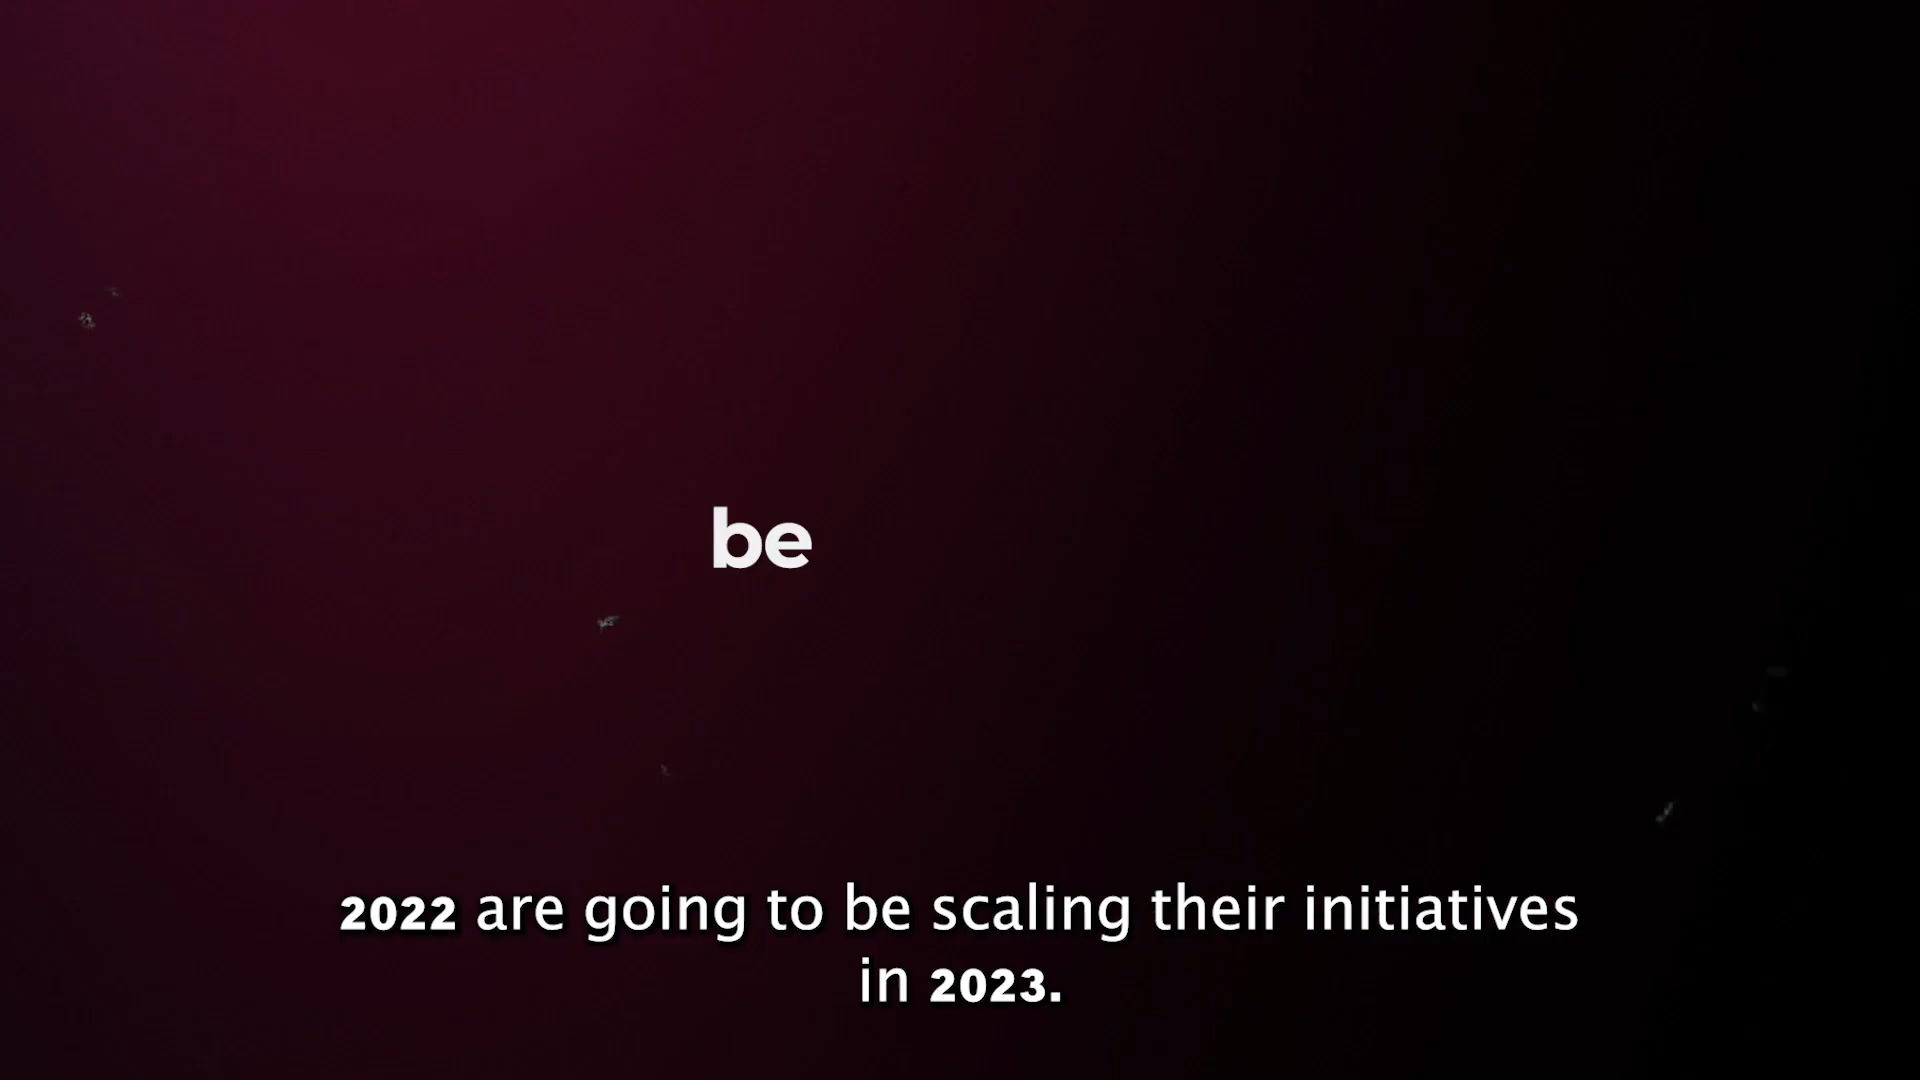 be
2022 are going to be scaling their initiatives
in 2023.